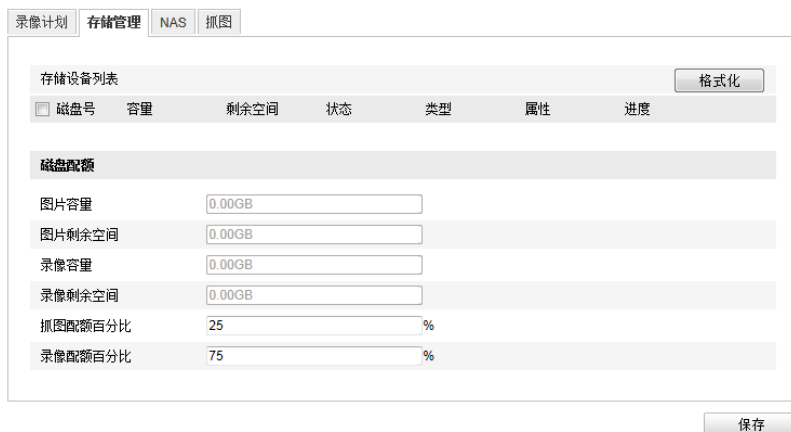 录像计划 存储管理 NAS 抓图
存储设备列表 格式化
磁盘号 容量 剩余空间 状态 类型 属性 进度
磁盘配额
图片容量 0.00GB
图片剩余空间 0.00GB
录像容量 0.00GB
录像剩余空间 0.00GB
抓图配额百分比 25 %
录像配额百分比 75 %
保存